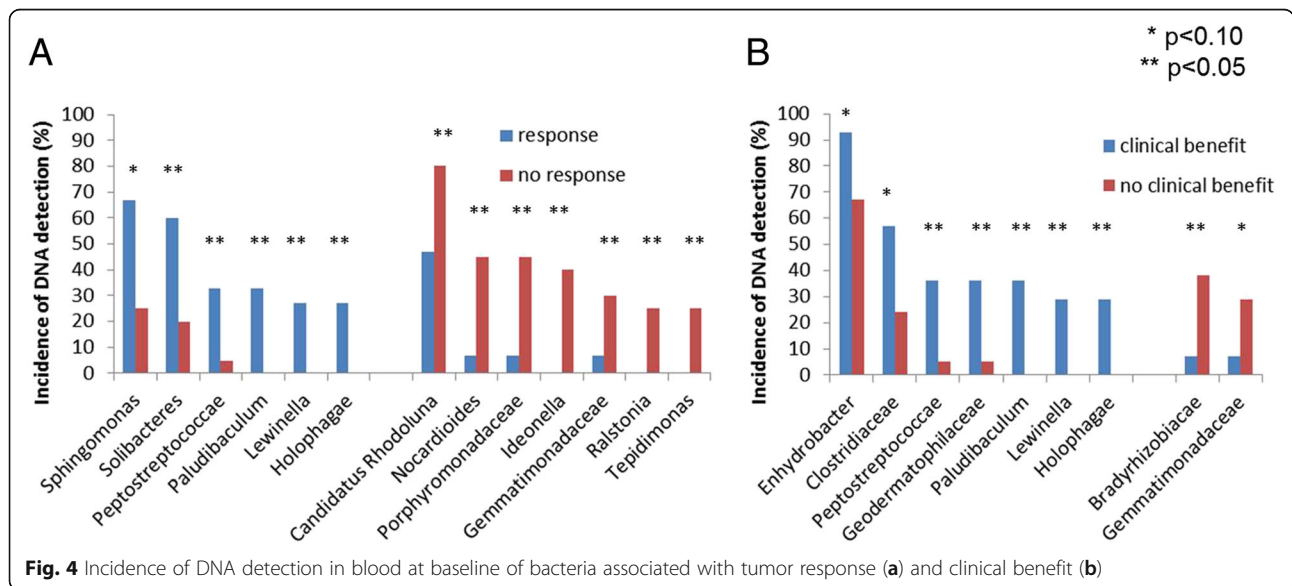 A
B
* p<0.10
** p<0.05
Incidence of DNA detection (%)
100
90
80
70
60
50
40
30
20
10
0
response
no response
* ** ** ** ** ** ** ** ** ** ** ** **
Sphingomonas
Solibacteres
Peptostreptococcae
Paludibaculum
Lewinella
Holophagae
Candidatus Rhodoluna
Nocardioides
Porphyromonadaceae
Ideonella
Gemmatimonadaceae
Ralstonia
Tepidimonas
Incidence of DNA detection (%)
100
90
80
70
60
50
40
30
20
10
0
clinical benefit
no clinical benefit
* * ** ** ** ** ** ** *
Enhydrobacter
Clostridiaceae
Peptostreptococcae
Geodermatophilaceae
Paludibaculum
Lewinella
Holophagae
Bradyrhizobiacae
Gemmatimonadaceae
Fig. 4 Incidence of DNA detection in blood at baseline of bacteria associated with tumor response (a) and clinical benefit (b)